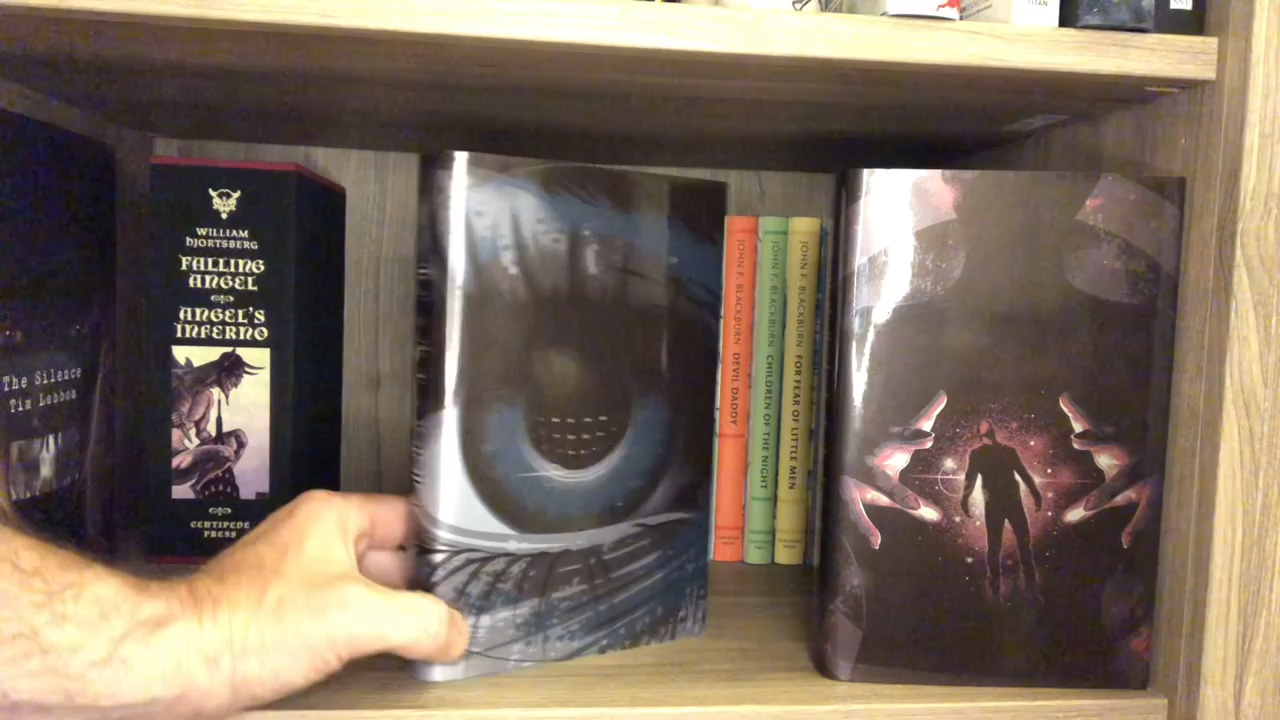 TITAN
The Silence
Tim Lebbon
WILLIAM
HJORTSBERG
FALLING
ANGEL
ANGEL'S
INFERNO
CENTIPEDE
PRESS
JOHN F. BLACKBURN DEVIL DADDY
JOHN F. BLACKBURN CHILDREN OF THE NIGHT
JOHN F. BLACKBURN FOR FEAR OF LITTLE MEN